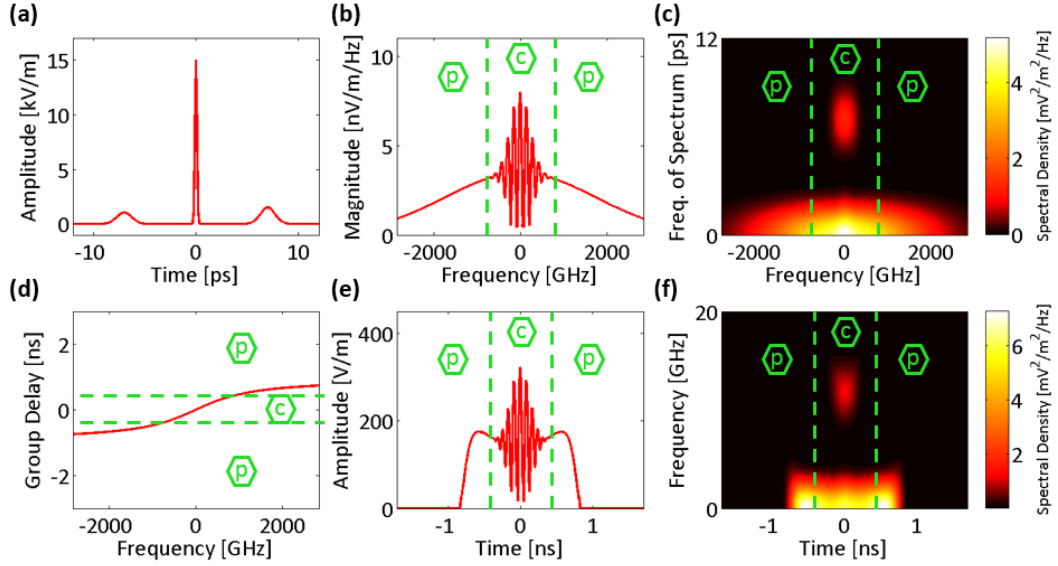 (a)
15
10
5
0
Amplitude [kV/m]
-10
0
10
Time [ps]
(b)
10
5
0
Magnitude [nV/m/Hz]
p
c
p
-2000
0
2000
Frequency [GHz]
(c)
12
0
Freq. of Spectrum [ps]
p
c
p
-2000
0
2000
Frequency [GHz]
4
2
0
Spectral Density [mV²/m²/Hz]
(d)
2
0
-2
Group Delay [ns]
p
c
p
-2000
0
2000
Frequency [GHz]
(e)
400
200
0
Amplitude [V/m]
p
c
p
-1
0
1
Time [ns]
(f)
20
0
Frequency [GHz]
p
c
p
-1
0
1
Time [ns]
6
4
2
0
Spectral Density [mV²/m²/Hz]